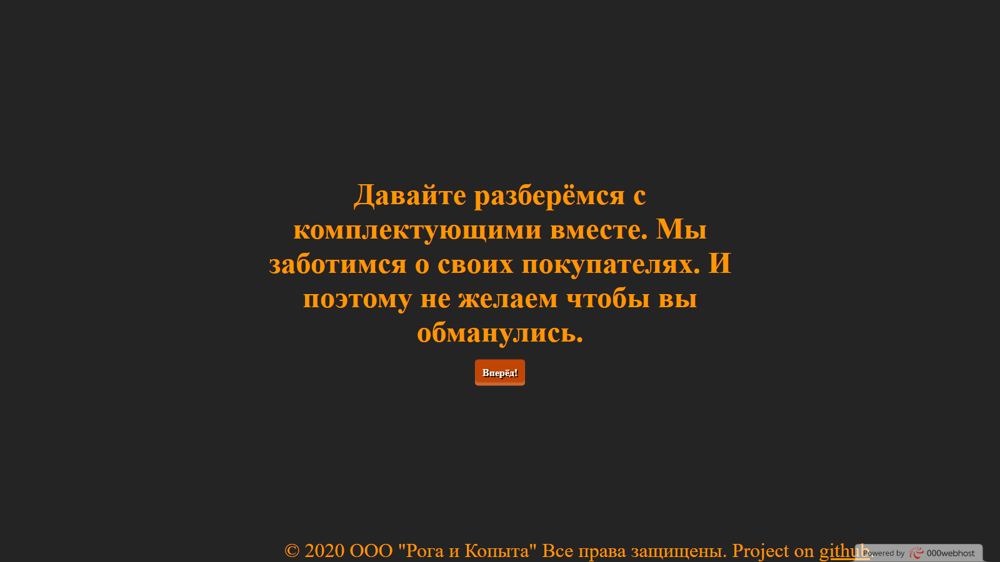 Давайте разберёмся с
комплектующими вместе. Мы
заботимся о своих покупателях. И
поэтому не желаем чтобы вы
обманулись.
Вперёд!
© 2020 ООО "Рога и Копыта" Все права защищены. Project on github
Powered by 000webhost